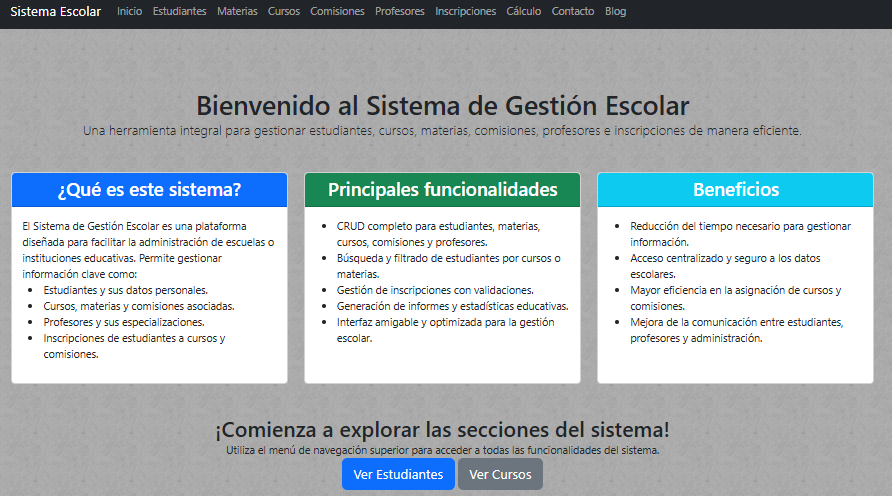 Sistema Escolar Inicio Estudiantes Materias Cursos Comisiones Profesores Inscripciones Cálculo Contacto Blog
Bienvenido al Sistema de Gestión Escolar
Una herramienta integral para gestionar estudiantes, cursos, materias, comisiones, profesores e inscripciones de manera eficiente.
¿Qué es este sistema?
El Sistema de Gestión Escolar es una plataforma
diseñada para facilitar la administración de escuelas o
instituciones educativas. Permite gestionar
información clave como:
• Estudiantes y sus datos personales.
• Cursos, materias y comisiones asociadas.
• Profesores y sus especializaciones.
• Inscripciones de estudiantes a cursos y
comisiones.
Principales funcionalidades
• CRUD completo para estudiantes, materias,
cursos, comisiones y profesores.
• Búsqueda y filtrado de estudiantes por cursos o
materias.
• Gestión de inscripciones con validaciones.
• Generación de informes y estadísticas educativas.
• Interfaz amigable y optimizada para la gestión
escolar.
Beneficios
• Reducción del tiempo necesario para gestionar
información.
• Acceso centralizado y seguro a los datos
escolares.
• Mayor eficiencia en la asignación de cursos y
comisiones.
• Mejora de la comunicación entre estudiantes,
profesores y administración.
¡Comienza a explorar las secciones del sistema!
Utiliza el menú de navegación superior para acceder a todas las funcionalidades del sistema.
Ver Estudiantes Ver Cursos